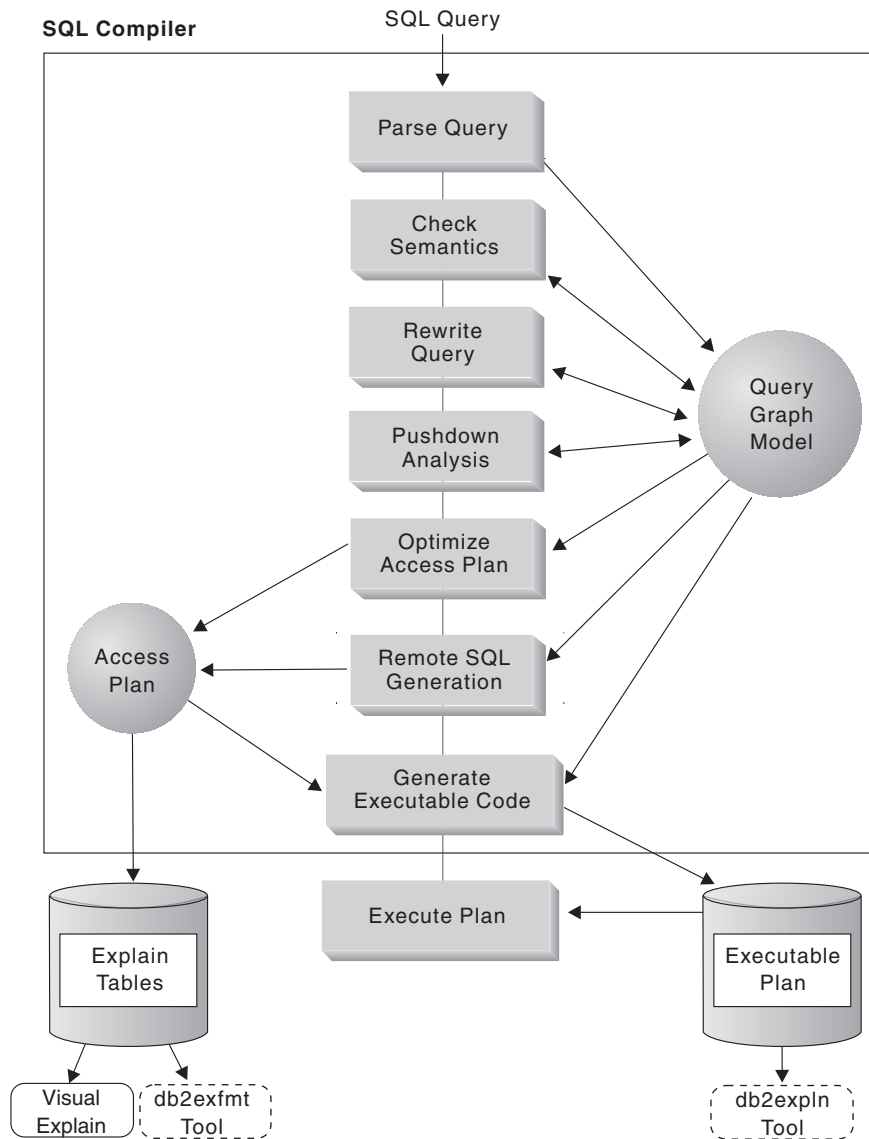 SQL Compiler
SQL Query
Parse Query
Check
Semantics
Rewrite
Query
Query
Graph
Model
Pushdown
Analysis
Optimize
Access Plan
Access
Plan
Remote SQL
Generation
Generate
Executable Code
Execute Plan
Explain
Tables
Executable
Plan
Visual
Explain
db2exfmt
Tool
db2expln
Tool